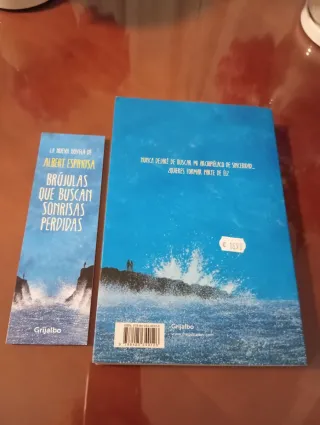 LA NUEVA NOVELA DE
ALBERT ESPINOSA
BRÚJULAS
QUE BUSCAN
SONRISAS
PERDIDAS
Grijalbo
NUNCA DEJARÉ DE BUSCAR MI ARCHIPIÉLAGO DE SINCERIDAD...
¿QUIERES FORMAR PARTE DE ÉL?
Grijalbo